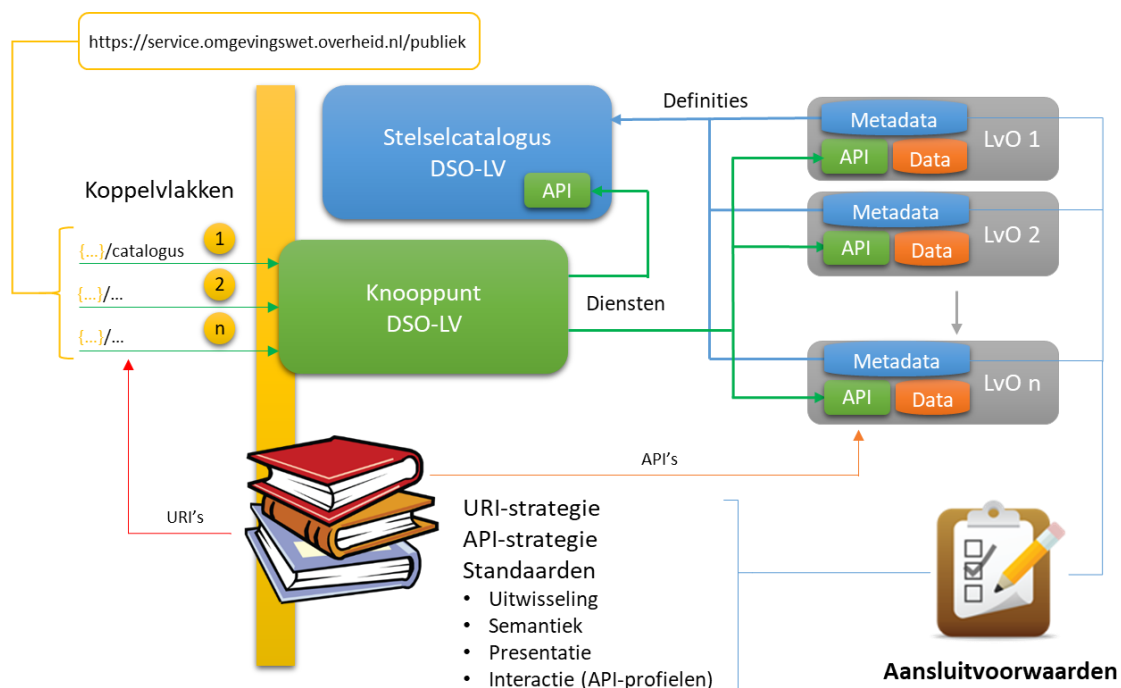 https://service.omgevingswet.overheid.nl/publiek
Koppelvlakken
{...}/catalogus
1
{...}/...
2
{...}/...
n
Stelselcatalogus
DSO-LV
API
Knooppunt
DSO-LV
Definities
Diensten
Metadata
API
Data
LvO 1
Metadata
API
Data
LvO 2
Metadata
API
Data
LvO n
API's
URI's
URI-strategie
API-strategie
Standaarden
• Uitwisseling
• Semantiek
• Presentatie
• Interactie (API-profielen)
Aansluitvoorwaarden